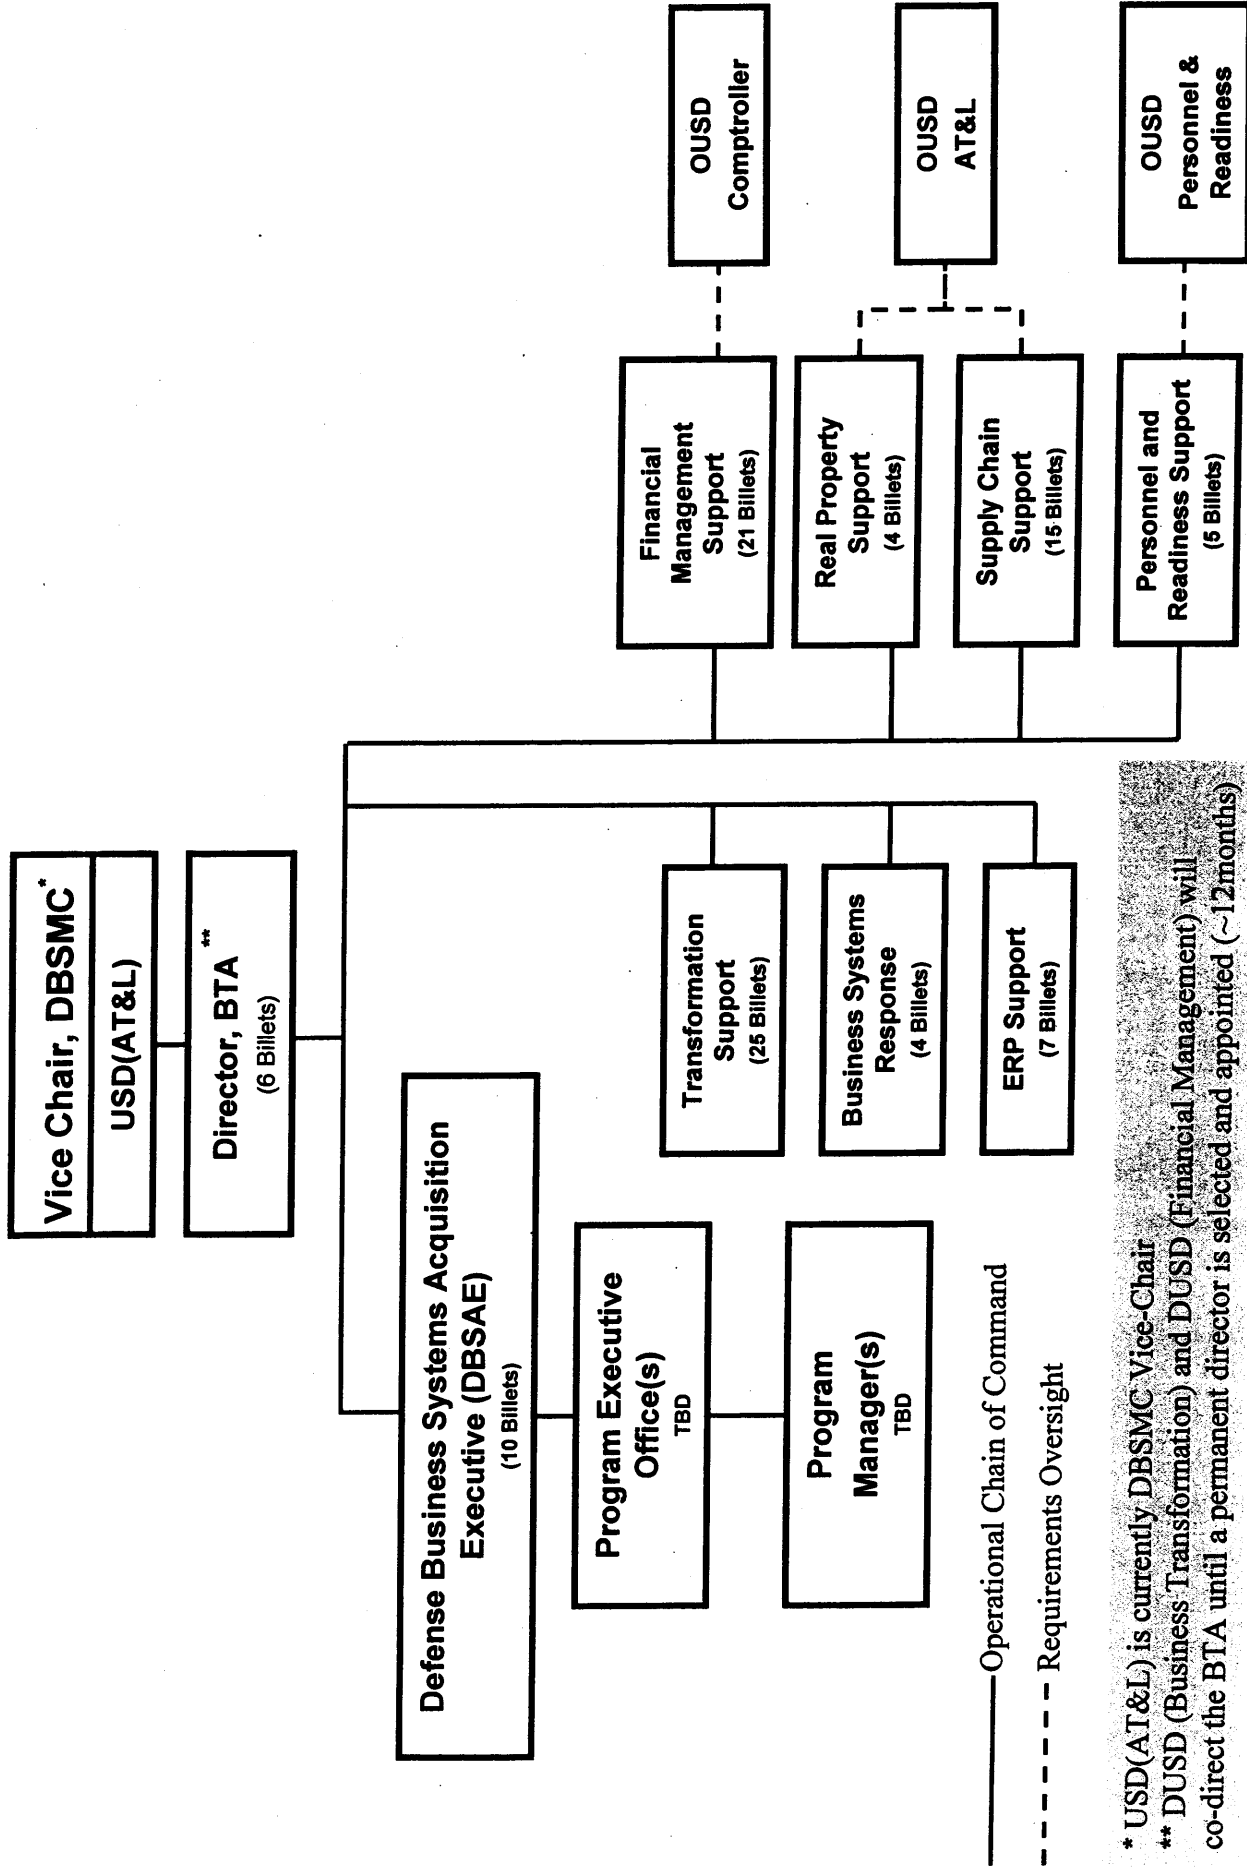 Vice Chair, DBSMC*
USD(AT&L)
Director, BTA**
(6 Billets)
Defense Business Systems Acquisition
Executive (DBSAE)
(10 Billets)
Program Executive
Office(s)
TBD
Program
Manager(s)
TBD
Transformation
Support
(25 Billets)
Business Systems
Response
(4 Billets)
ERP Support
(7 Billets)
Financial
Management
Support
(21 Billets)
Real Property
Support
(4 Billets)
Supply Chain
Support
(15 Billets)
Personnel and
Readiness Support
(5 Billets)
OUSD
Comptroller
OUSD
AT&L
OUSD
Personnel &
Readiness
Operational Chain of Command
Requirements Oversight
* USD(AT&L) is currently DBSMC Vice-Chair
** DUSD (Business Transformation) and DUSD (Financial Management) will
co-direct the BTA until a permanent director is selected and appointed (~12months)